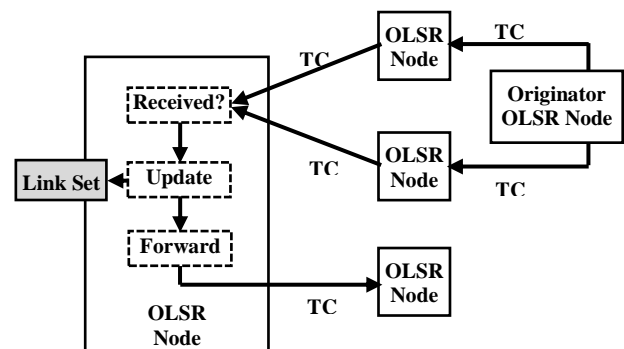 TC
OLSR
Node
TC
Received?
Originator
OLSR Node
OLSR
Node
TC
TC
Link Set
Update
Forward
OLSR
Node
TC
OLSR
Node